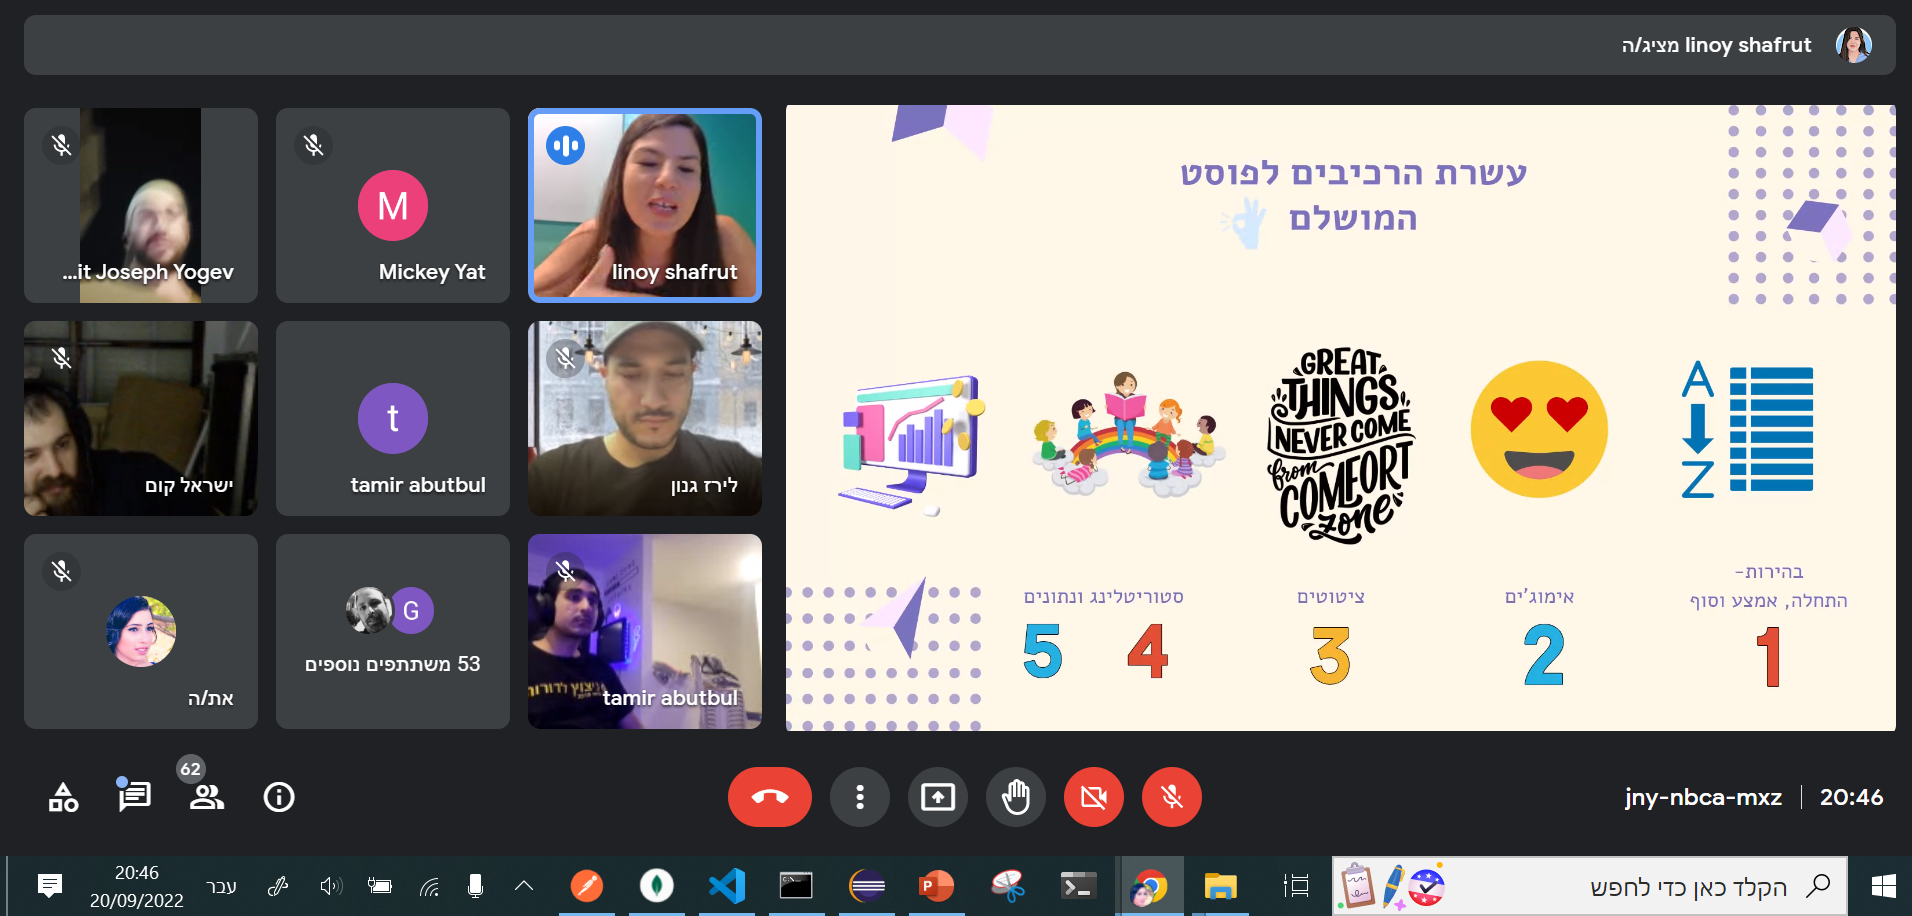 linoy shafrut מציג/ה
...it Joseph Yogev
M
Mickey Yat
linoy shafrut
ישראל קום
t
tamir abutbul
לירז גנון
את/ה
G
53 משתתפים נוספים
tamir abutbul
עשרת הרכיבים לפוסט
המושלם
GREAT
THINGS
NEVER COME
from
COMFORT
zone
A
Z
בהירות-
התחלה, אמצע וסוף
1
אימוג'ים
2
ציטוטים
3
סטוריטלינג ונתונים
4
5
62
jny-nbca-mxz | 20:46
20:46
20/09/2022
עבר
הקלד כאן כדי לחפש